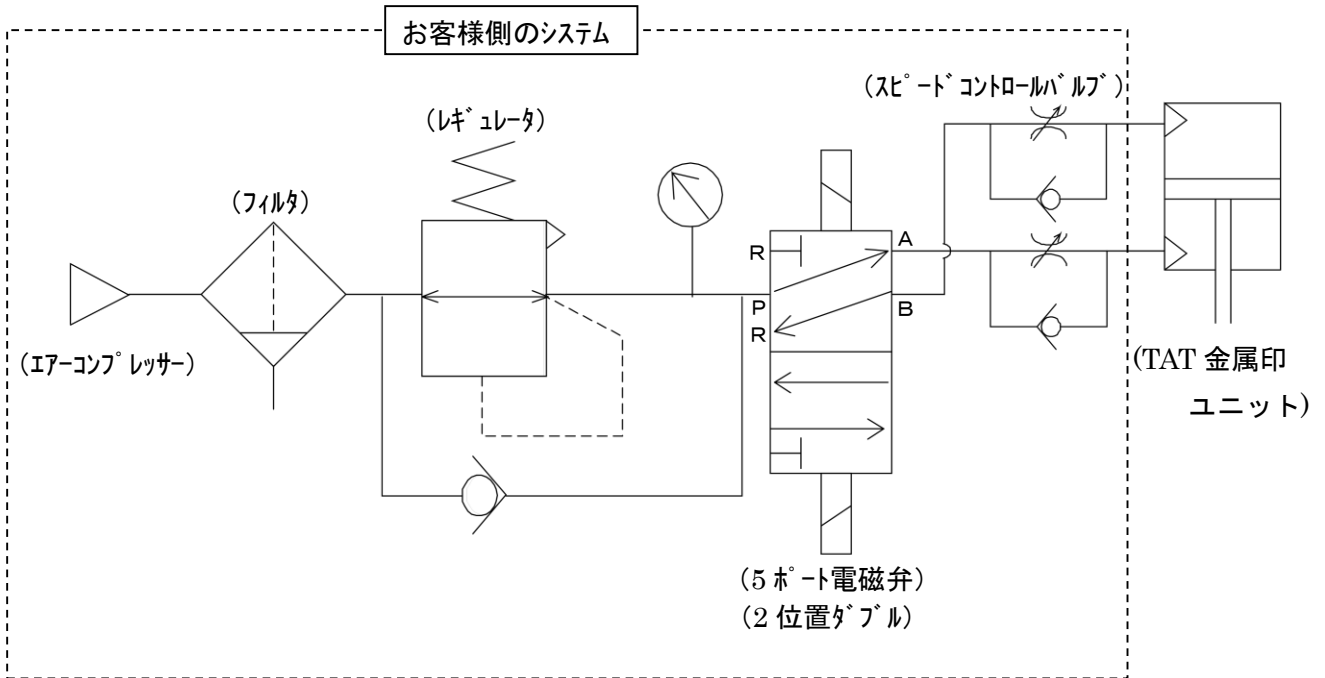 お客様側のシステム
（スピードコントロールバルブ）
（レギュレータ）
（フィルタ）
R
A
P
B
R
（エアーコンプレッサー）
(TAT 金属印
ユニット)
（5 ポート電磁弁）
（2 位置ダブル）